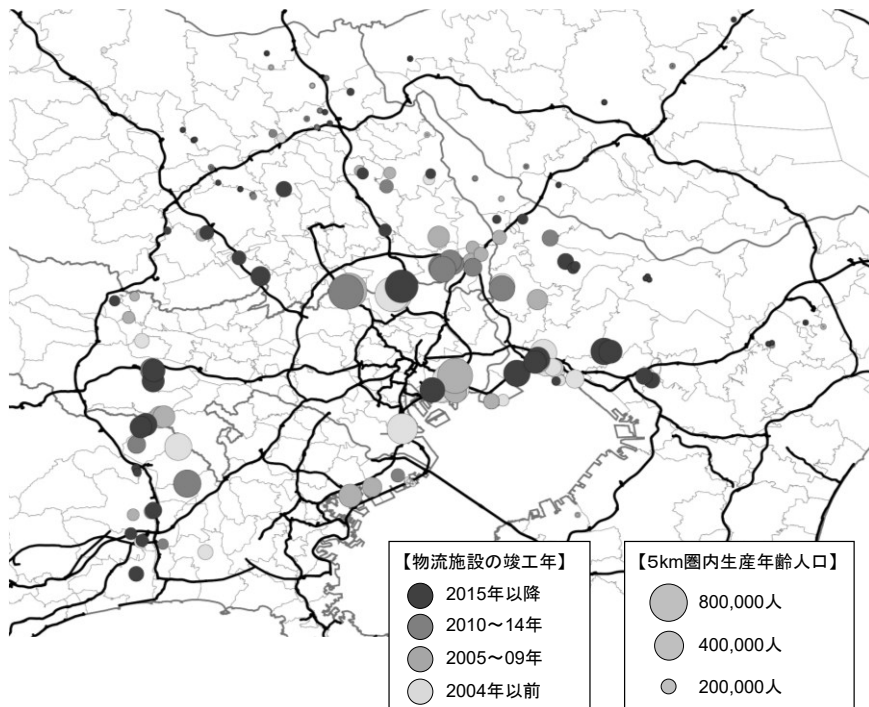 【物流施設の竣工年】
2015年以降
2010～14年
2005～09年
2004年以前
【5km圏内生産年齢人口】
800,000人
400,000人
200,000人